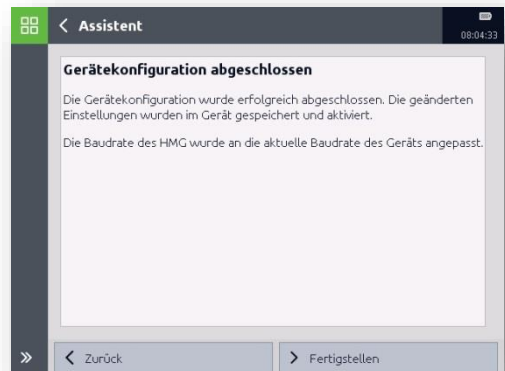 Assistent
08:04:33
Gerätekonfiguration abgeschlossen
Die Gerätekonfiguration wurde erfolgreich abgeschlossen. Die geänderten
Einstellungen wurden im Gerät gespeichert und aktiviert.
Die Baudrate des HMG wurde an die aktuelle Baudrate des Geräts angepasst.
Zurück
Fertigstellen